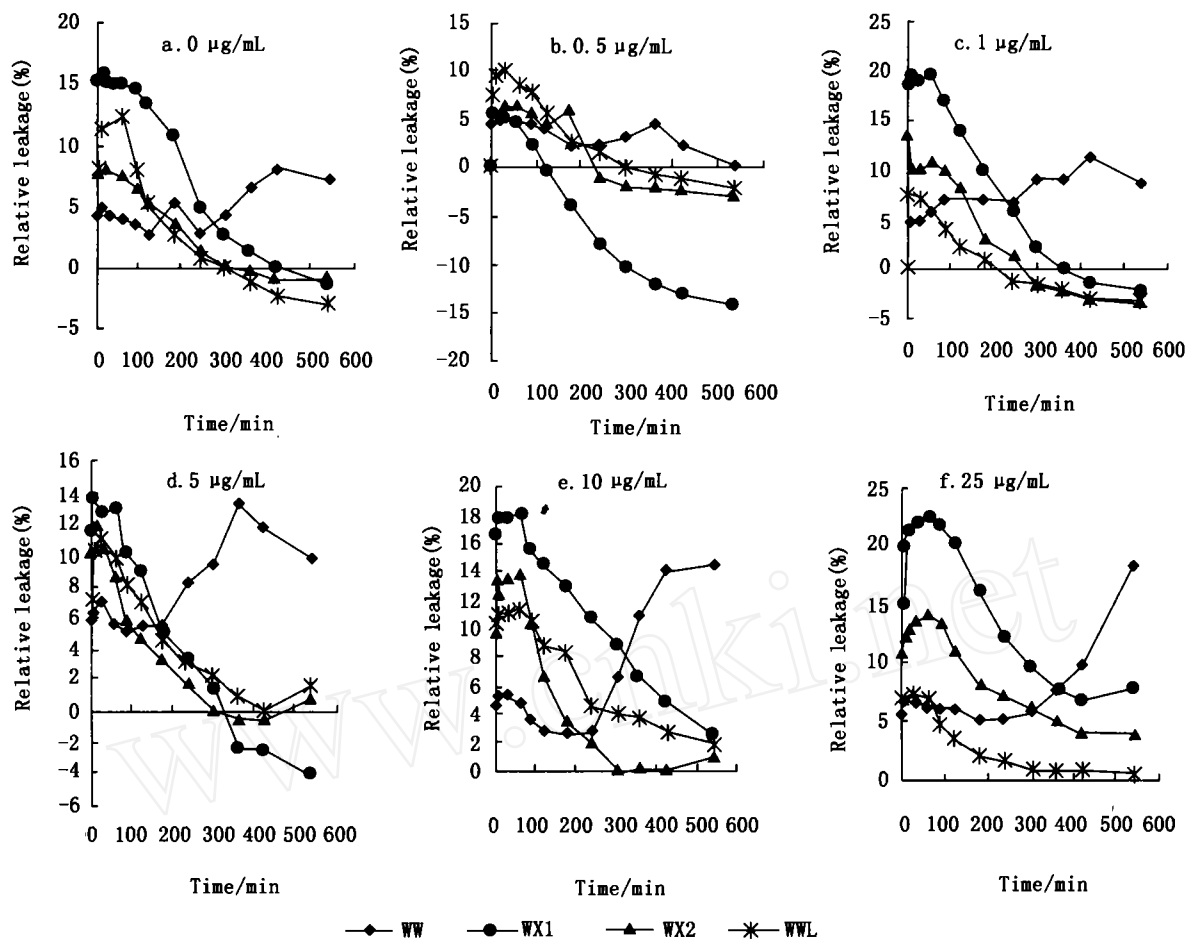 a. 0 μg/mL
Relative leakage(%)
20
15
10
5
0
-5
0 100 200 300 400 500 600
Time/min
b. 0.5 μg/mL
Relative leakage(%)
15
10
5
0
-5
-10
-15
-20
0 100 200 300 400 500 600
Time/min
c. 1 μg/mL
Relative leakage(%)
25
20
15
10
5
0
-5
0 100 200 300 400 500 600
Time/min
d. 5 μg/mL
Relative leakage(%)
16
14
12
10
8
6
4
2
0
-2
-4
-6
0 100 200 300 400 500 600
Time/min
e. 10 μg/mL
Relative leakage(%)
20
18
16
14
12
10
8
6
4
2
0
0 100 200 300 400 500 600
Time/min
f. 25 μg/mL
Relative leakage(%)
25
20
15
10
5
0
0 100 200 300 400 500 600
Time/min
WW WX1 WX2 WWL
www.cnki.net